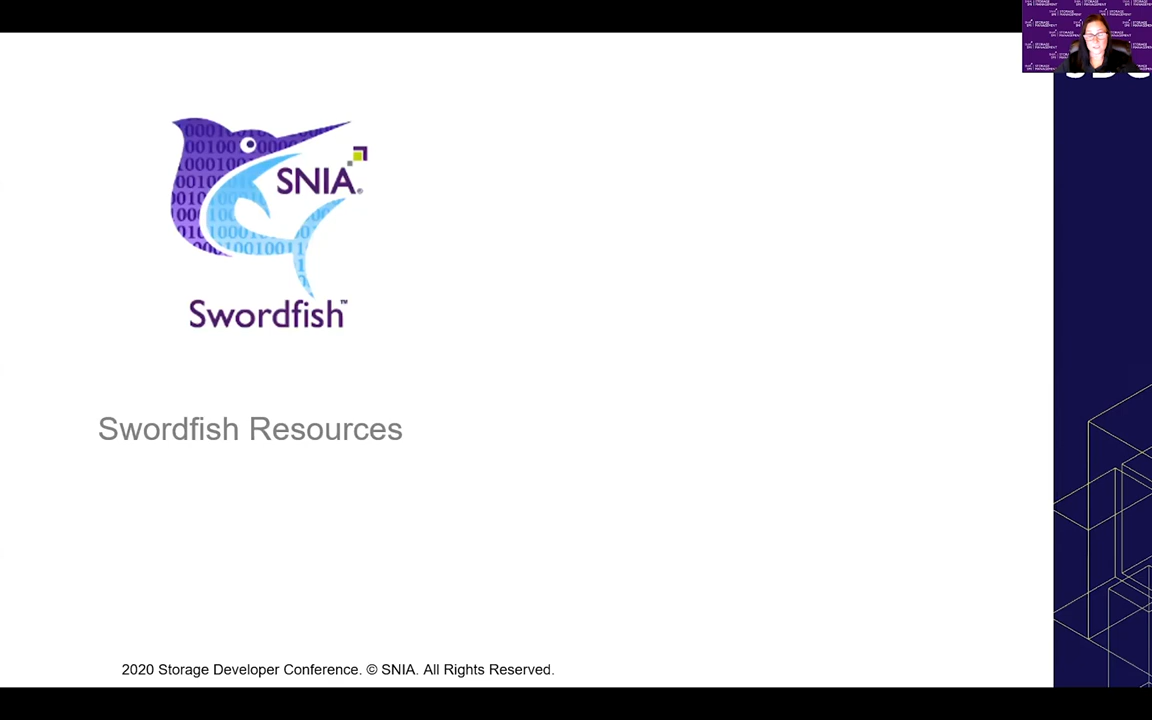 SNIA®
Swordfish™
Swordfish Resources
2020 Storage Developer Conference. © SNIA. All Rights Reserved.